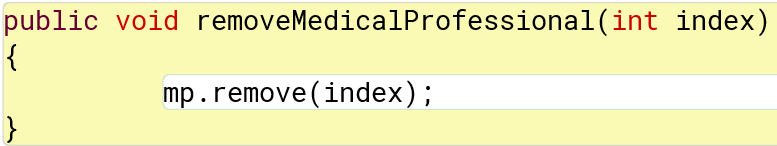 public void removeMedicalProfessional(int index)
{
mp.remove(index);
}